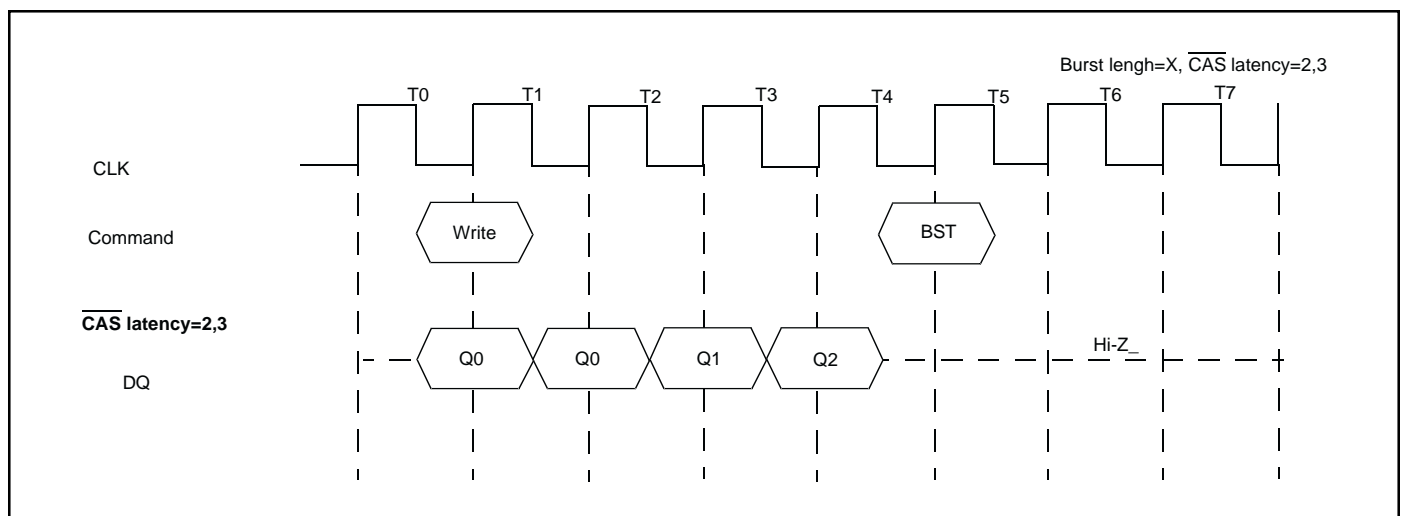 Burst lengh=X, CAS latency=2,3
T0 T1 T2 T3 T4 T5 T6 T7
CLK
Command
Write
BST
CAS latency=2,3
DQ
Q0 Q0 Q1 Q2
Hi-Z_